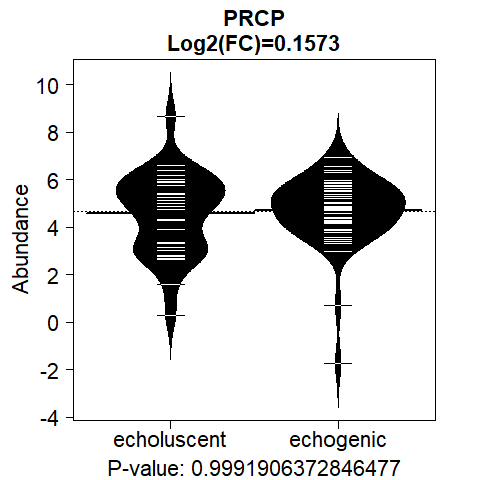 PRCP
Log2(FC)=0.1573
Abundance
10
8
6
4
2
0
-2
-4
echoluscent echogenic
P-value: 0.9991906372846477